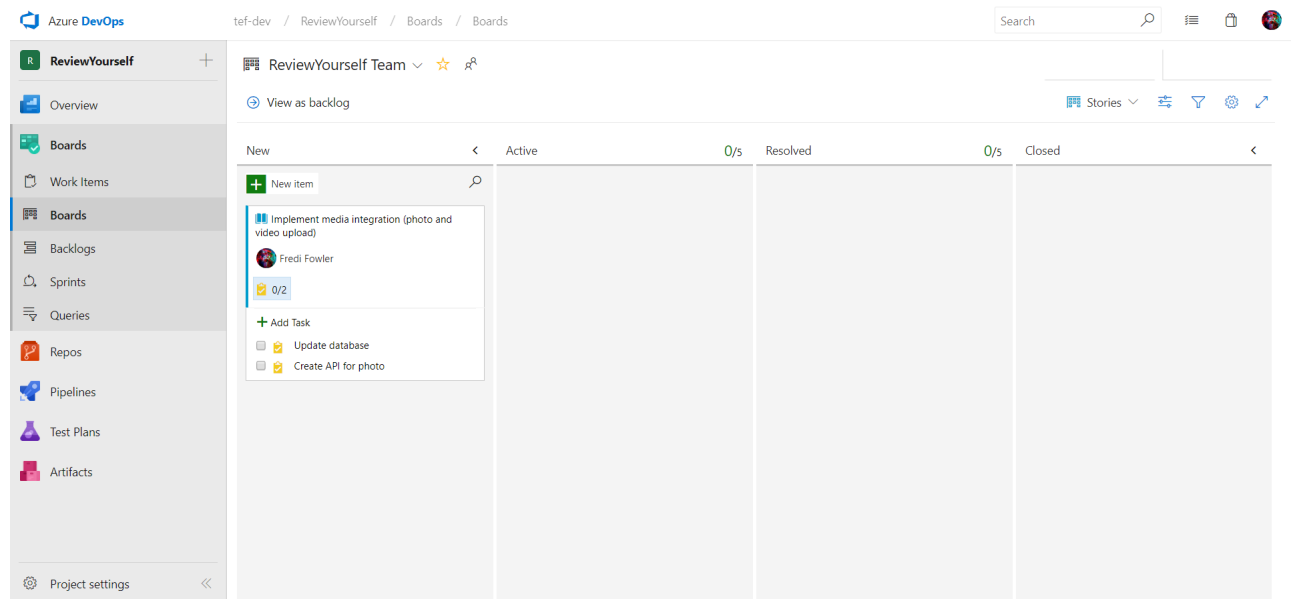 Azure DevOps
tef-dev / ReviewYourself / Boards / Boards
Search
R ReviewYourself
Overview
Boards
Work Items
Boards
Backlogs
Sprints
Queries
Repos
Pipelines
Test Plans
Artifacts
Project settings
ReviewYourself Team
View as backlog
Stories
New
Active 0/5
Resolved 0/5
Closed
New item
Implement media integration (photo and
video upload)
Fredi Fowler
0/2
Add Task
Update database
Create API for photo